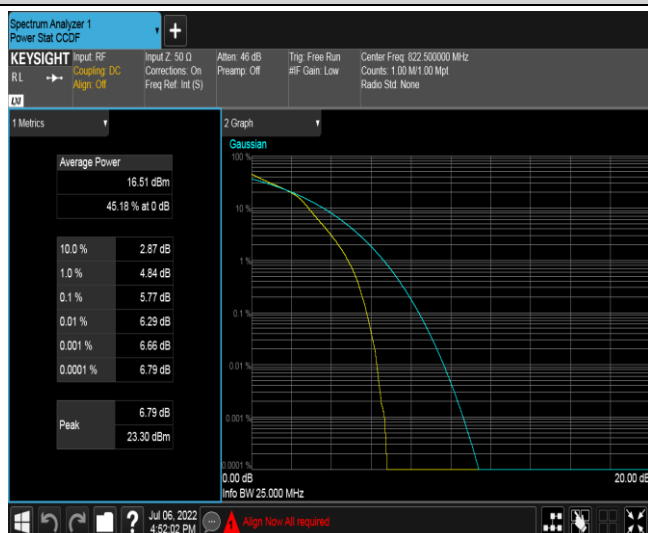 Spectrum Analyzer 1
Power Stat CCDF
KEYSIGHT
R L
LXI
Input: RF
Coupling: DC
Align: Off
Input Z: 50 Ω
Corrections: On
Freq Ref: Int (S)
Atten: 46 dB
Preamp: Off
Trig: Free Run
#IF Gain: Low
Center Freq: 822.500000 MHz
Counts: 1.00 M/1.00 Mpt
Radio Std: None
1 Metrics
Average Power
16.51 dBm
45.18 % at 0 dB
10.0 % 2.87 dB
1.0 % 4.84 dB
0.1 % 5.77 dB
0.01 % 6.29 dB
0.001 % 6.66 dB
0.0001 % 6.79 dB
Peak
6.79 dB
23.30 dBm
2 Graph
Gaussian
100 %
10 %
1 %
0.1 %
0.01 %
0.001 %
0.0001 %
0.00 dB
20.00 dB
Info BW 25.000 MHz
?
Jul 06, 2022
4:52:02 PM
Align Now All required